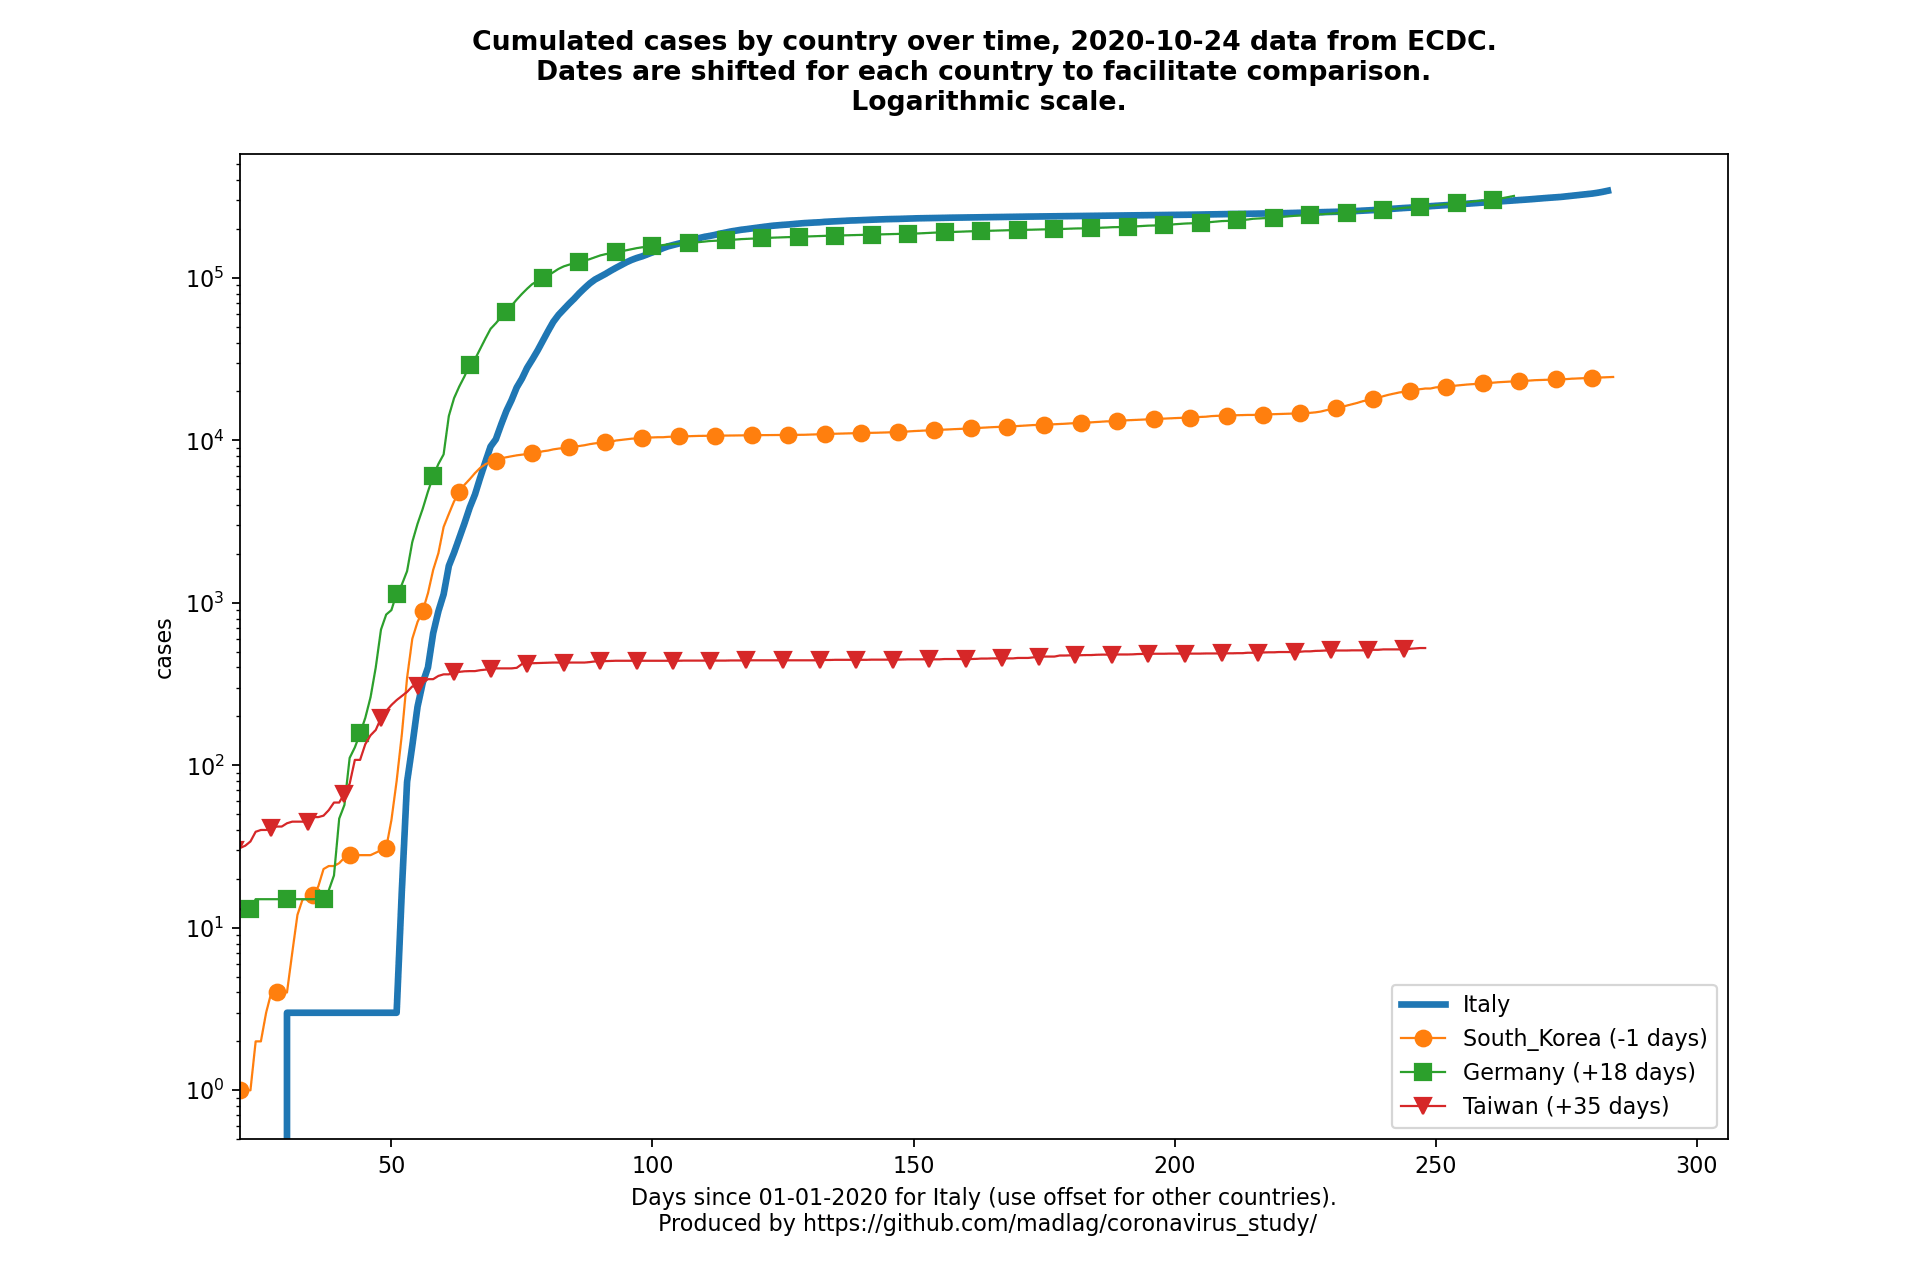 Cumulated cases by country over time, 2020-10-24 data from ECDC.
Dates are shifted for each country to facilitate comparison.
Logarithmic scale.
cases
10^5
10^4
10^3
10^2
10^1
10^0
Italy
South_Korea (-1 days)
Germany (+18 days)
Taiwan (+35 days)
50 100 150 200 250 300
Days since 01-01-2020 for Italy (use offset for other countries).
Produced by https://github.com/madlag/coronavirus_study/